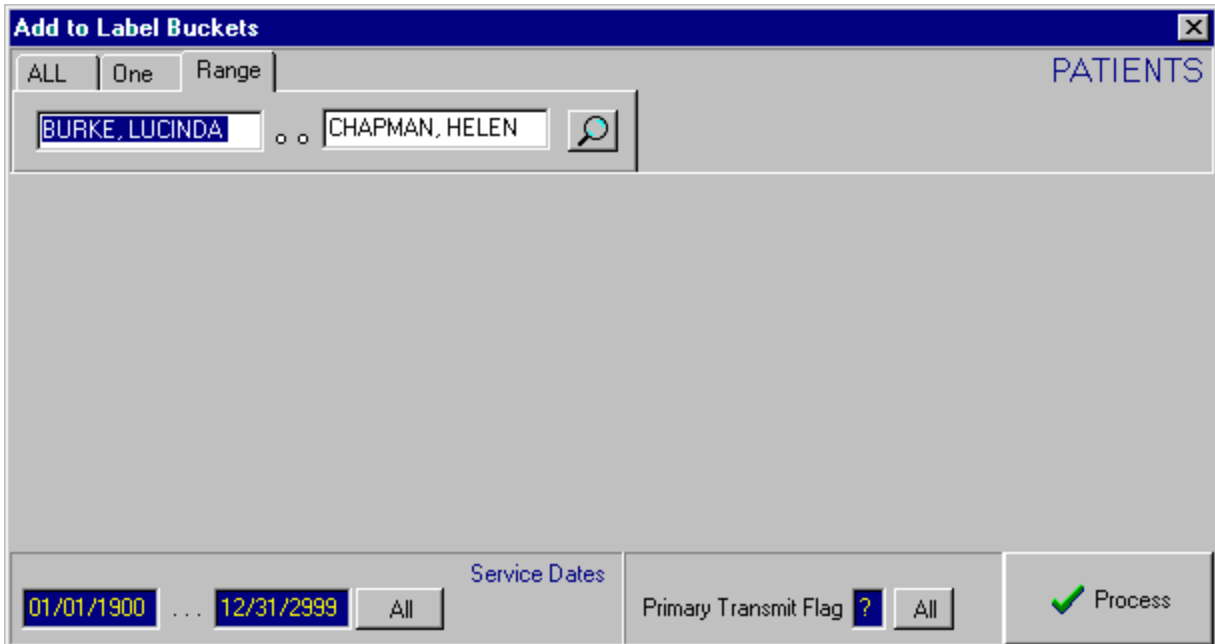 Add to Label Buckets
ALL One Range PATIENTS
BURKE, LUCINDA o o CHAPMAN, HELEN
Service Dates
01/01/1900 ... 12/31/2999 All Primary Transmit Flag ? All Process